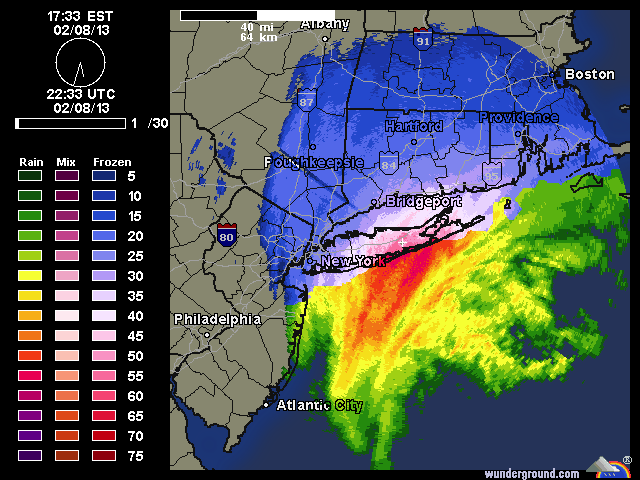 17:33 EST
02/08/13
22:33 UTC
02/08/13
1 /30
Rain Mix Frozen
5
10
15
20
25
30
35
40
45
50
55
60
65
70
75
40 mi
64 km
Albany
91
Boston
87
Hartford
Providence
Poughkeepsie
84
95
Bridgeport
80
New York
Philadelphia
Atlantic City
wunderground.com
®